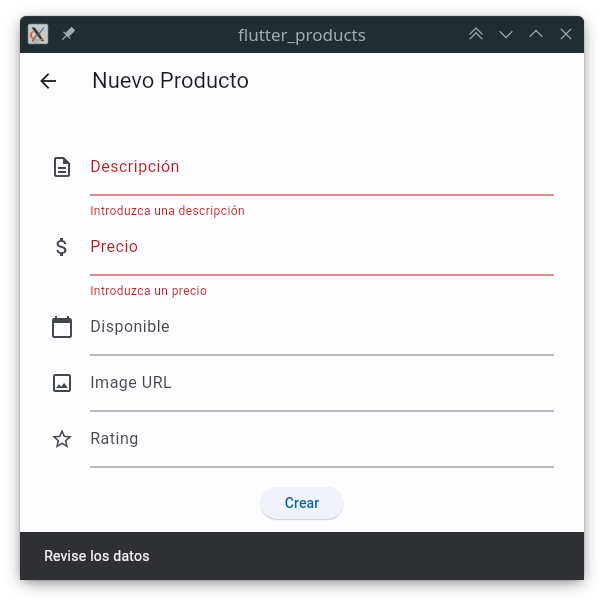 flutter_products
Nuevo Producto
Descripción
Introduzca una descripción
Precio
Introduzca un precio
Disponible
Image URL
Rating
Crear
Revise los datos